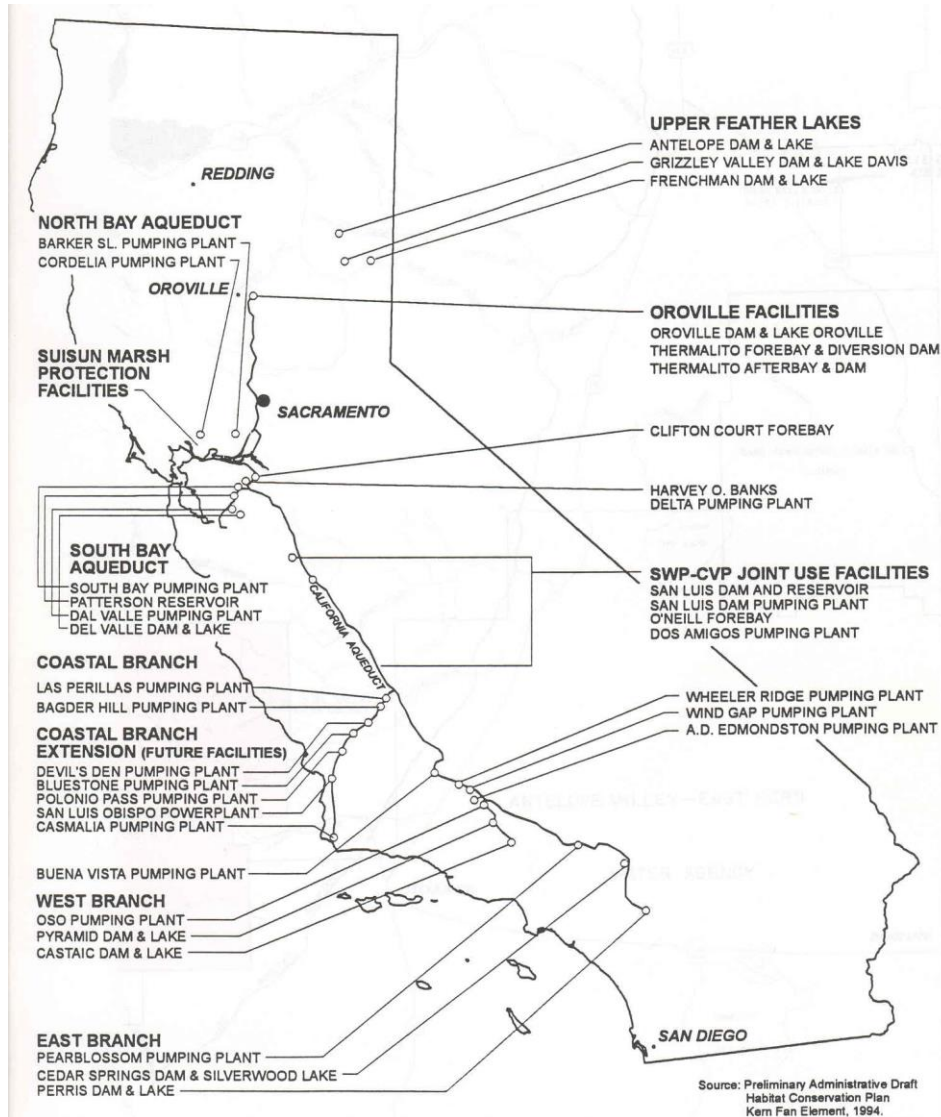 UPPER FEATHER LAKES
ANTELOPE DAM & LAKE
GRIZZLEY VALLEY DAM & LAKE DAVIS
FRENCHMAN DAM & LAKE
REDDING
NORTH BAY AQUEDUCT
BARKER SL. PUMPING PLANT
CORDELIA PUMPING PLANT
OROVILLE
OROVILLE FACILITIES
OROVILLE DAM & LAKE OROVILLE
THERMALITO FOREBAY & DIVERSION DAM
THERMALITO AFTERBAY & DAM
SUISUN MARSH
PROTECTION
FACILITIES
SACRAMENTO
CLIFTON COURT FOREBAY
HARVEY O. BANKS
DELTA PUMPING PLANT
SOUTH BAY
AQUEDUCT
SOUTH BAY PUMPING PLANT
PATTERSON RESERVOIR
DAL VALLE PUMPING PLANT
DEL VALLE DAM & LAKE
SWP-CVP JOINT USE FACILITIES
SAN LUIS DAM AND RESERVOIR
SAN LUIS DAM PUMPING PLANT
O'NEILL FOREBAY
DOS AMIGOS PUMPING PLANT
CALIFORNIA AQUEDUCT
COASTAL BRANCH
LAS PERILLAS PUMPING PLANT
BAGDER HILL PUMPING PLANT
COASTAL BRANCH
EXTENSION (FUTURE FACILITIES)
DEVIL'S DEN PUMPING PLANT
BLUESTONE PUMPING PLANT
POLONIO PASS PUMPING PLANT
SAN LUIS OBISPO POWERPLANT
CASMALIA PUMPING PLANT
WHEELER RIDGE PUMPING PLANT
WIND GAP PUMPING PLANT
A.D. EDMONDSTON PUMPING PLANT
BUENA VISTA PUMPING PLANT
WEST BRANCH
OSO PUMPING PLANT
PYRAMID DAM & LAKE
CASTAIC DAM & LAKE
EAST BRANCH
PEARBLOSSOM PUMPING PLANT
CEDAR SPRINGS DAM & SILVERWOOD LAKE
PERRIS DAM & LAKE
SAN DIEGO
Source: Preliminary Administrative Draft
Habitat Conservation Plan
Kern Fan Element, 1994.